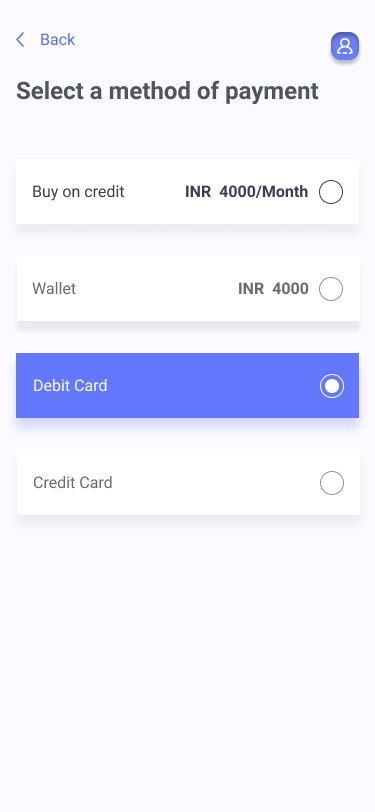 Back
Select a method of payment
Buy on credit INR 4000/Month
Wallet INR 4000
Debit Card
Credit Card